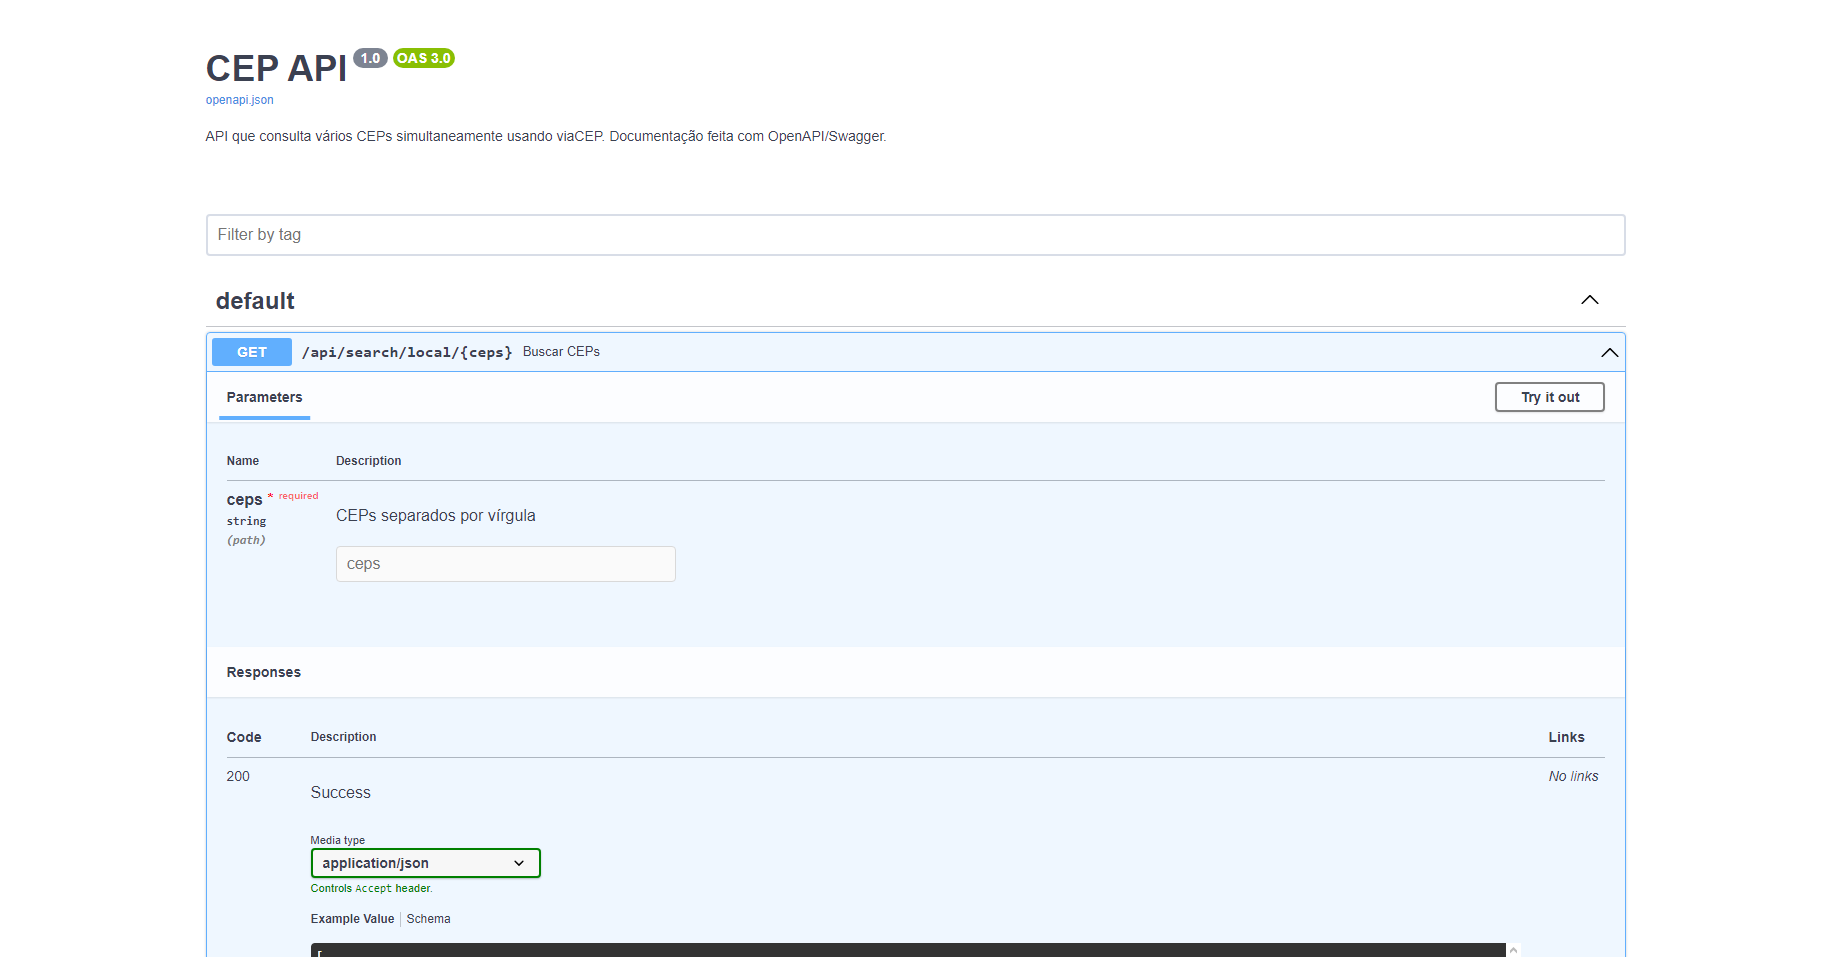 CEP API 1.0 OAS 3.0
openapi.json
API que consulta vários CEPs simultaneamente usando viaCEP. Documentação feita com OpenAPI/Swagger.
Filter by tag
default
GET /api/search/local/{ceps} Buscar CEPs
Parameters Try it out
Name Description
ceps * required
string
(path)
CEPs separados por vírgula
ceps
Responses
Code Description Links
200 Success No links
Media type
application/json
Controls Accept header.
Example Value Schema
[